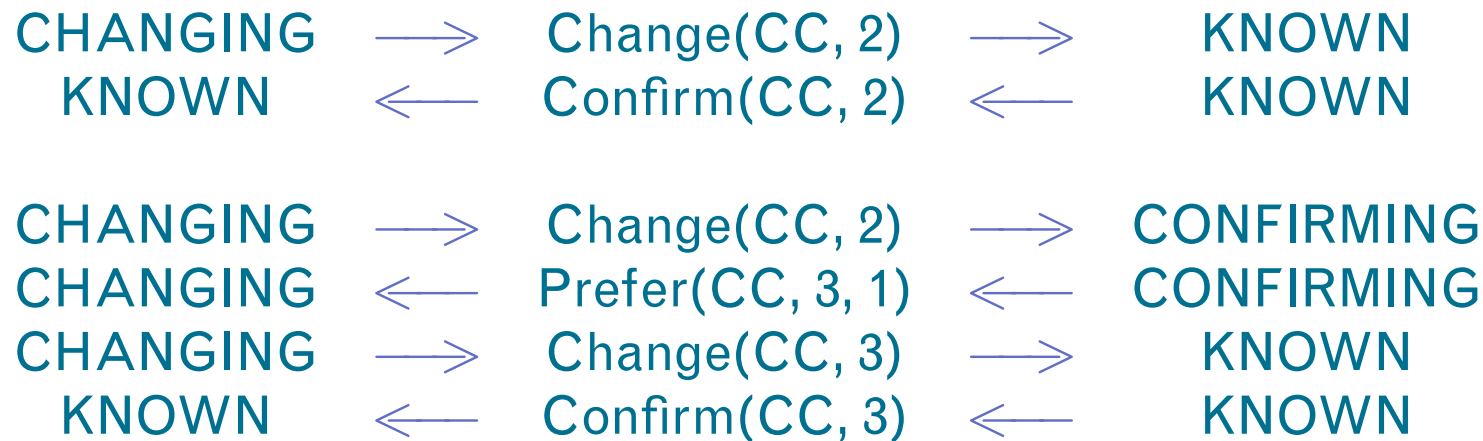 CHANGING ⟶ Change(CC, 2) ⟶ KNOWN
KNOWN ⟵ Confirm(CC, 2) ⟵ KNOWN
CHANGING ⟶ Change(CC, 2) ⟶ CONFIRMING
CHANGING ⟵ Prefer(CC, 3, 1) ⟵ CONFIRMING
CHANGING ⟶ Change(CC, 3) ⟶ KNOWN
KNOWN ⟵ Confirm(CC, 3) ⟵ KNOWN